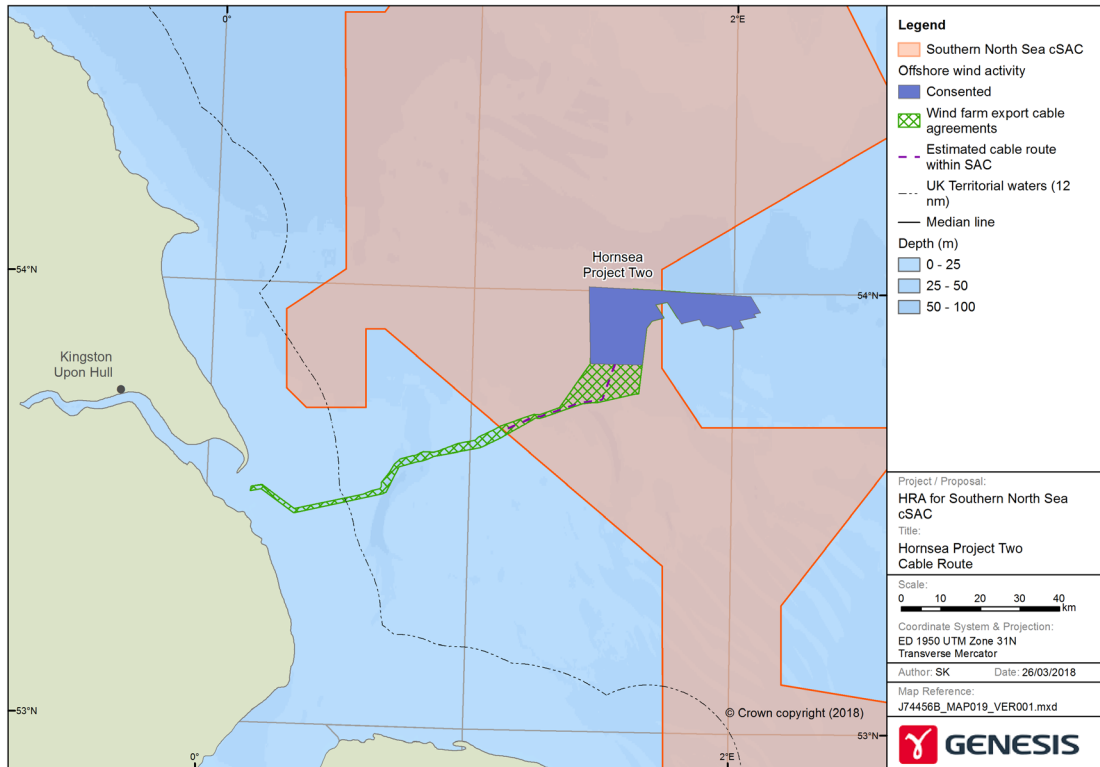 0°
2°E
54°N
Hornsea
Project Two
54°N
Kingston
Upon Hull
53°N
© Crown copyright (2018)
53°N
0°
2°E
Legend
Southern North Sea cSAC
Offshore wind activity
Consented
Wind farm export cable
agreements
Estimated cable route
within SAC
UK Territorial waters (12
nm)
Median line
Depth (m)
0 - 25
25 - 50
50 - 100
Project / Proposal:
HRA for Southern North Sea
cSAC
Title:
Hornsea Project Two
Cable Route
Scale:
0 10 20 30 40
km
Coordinate System & Projection:
ED 1950 UTM Zone 31N
Transverse Mercator
Author: SK Date: 26/03/2018
Map Reference:
J74456B_MAP019_VER001.mxd
GENESIS